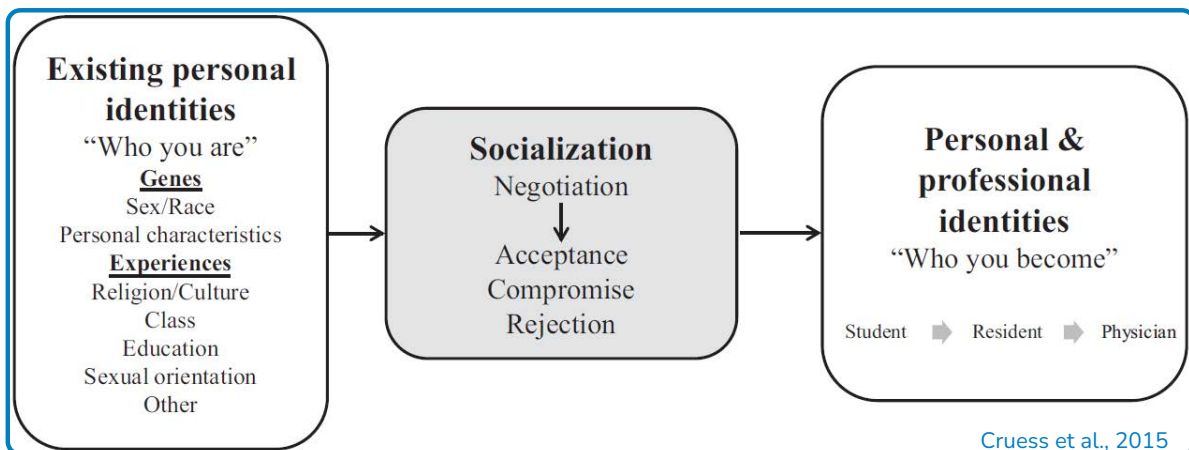 Existing personal
identities
“Who you are”
Genes
Sex/Race
Personal characteristics
Experiences
Religion/Culture
Class
Education
Sexual orientation
Other
Socialization
Negotiation
Acceptance
Compromise
Rejection
Personal &
professional
identities
“Who you become”
Student Resident Physician
Cruess et al., 2015